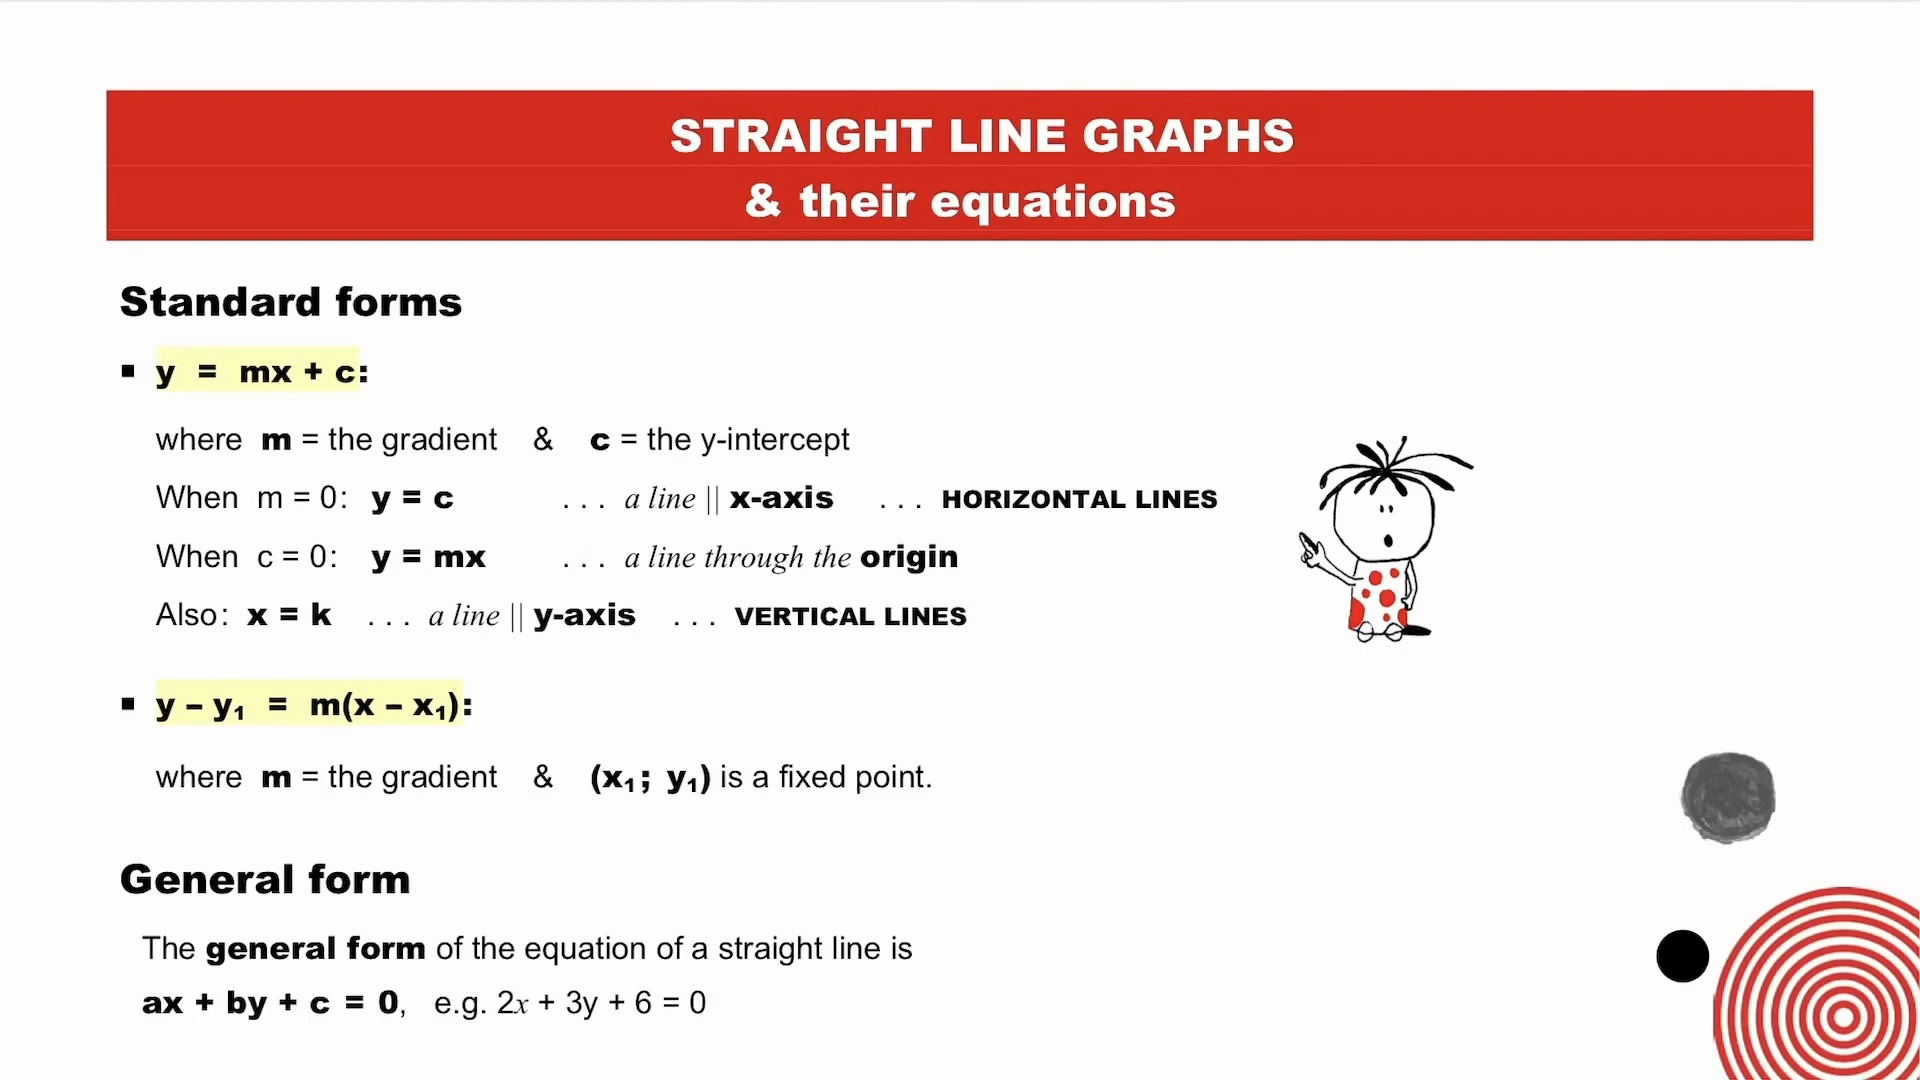 STRAIGHT LINE GRAPHS
& their equations
Standard forms
▪ y = mx + c:
where m = the gradient & c = the y-intercept
When m = 0: y = c . . . a line || x-axis . . . HORIZONTAL LINES
When c = 0: y = mx . . . a line through the origin
Also: x = k . . . a line || y-axis . . . VERTICAL LINES
▪ y – y₁ = m(x – x₁):
where m = the gradient & (x₁; y₁) is a fixed point.
General form
The general form of the equation of a straight line is
ax + by + c = 0, e.g. 2x + 3y + 6 = 0